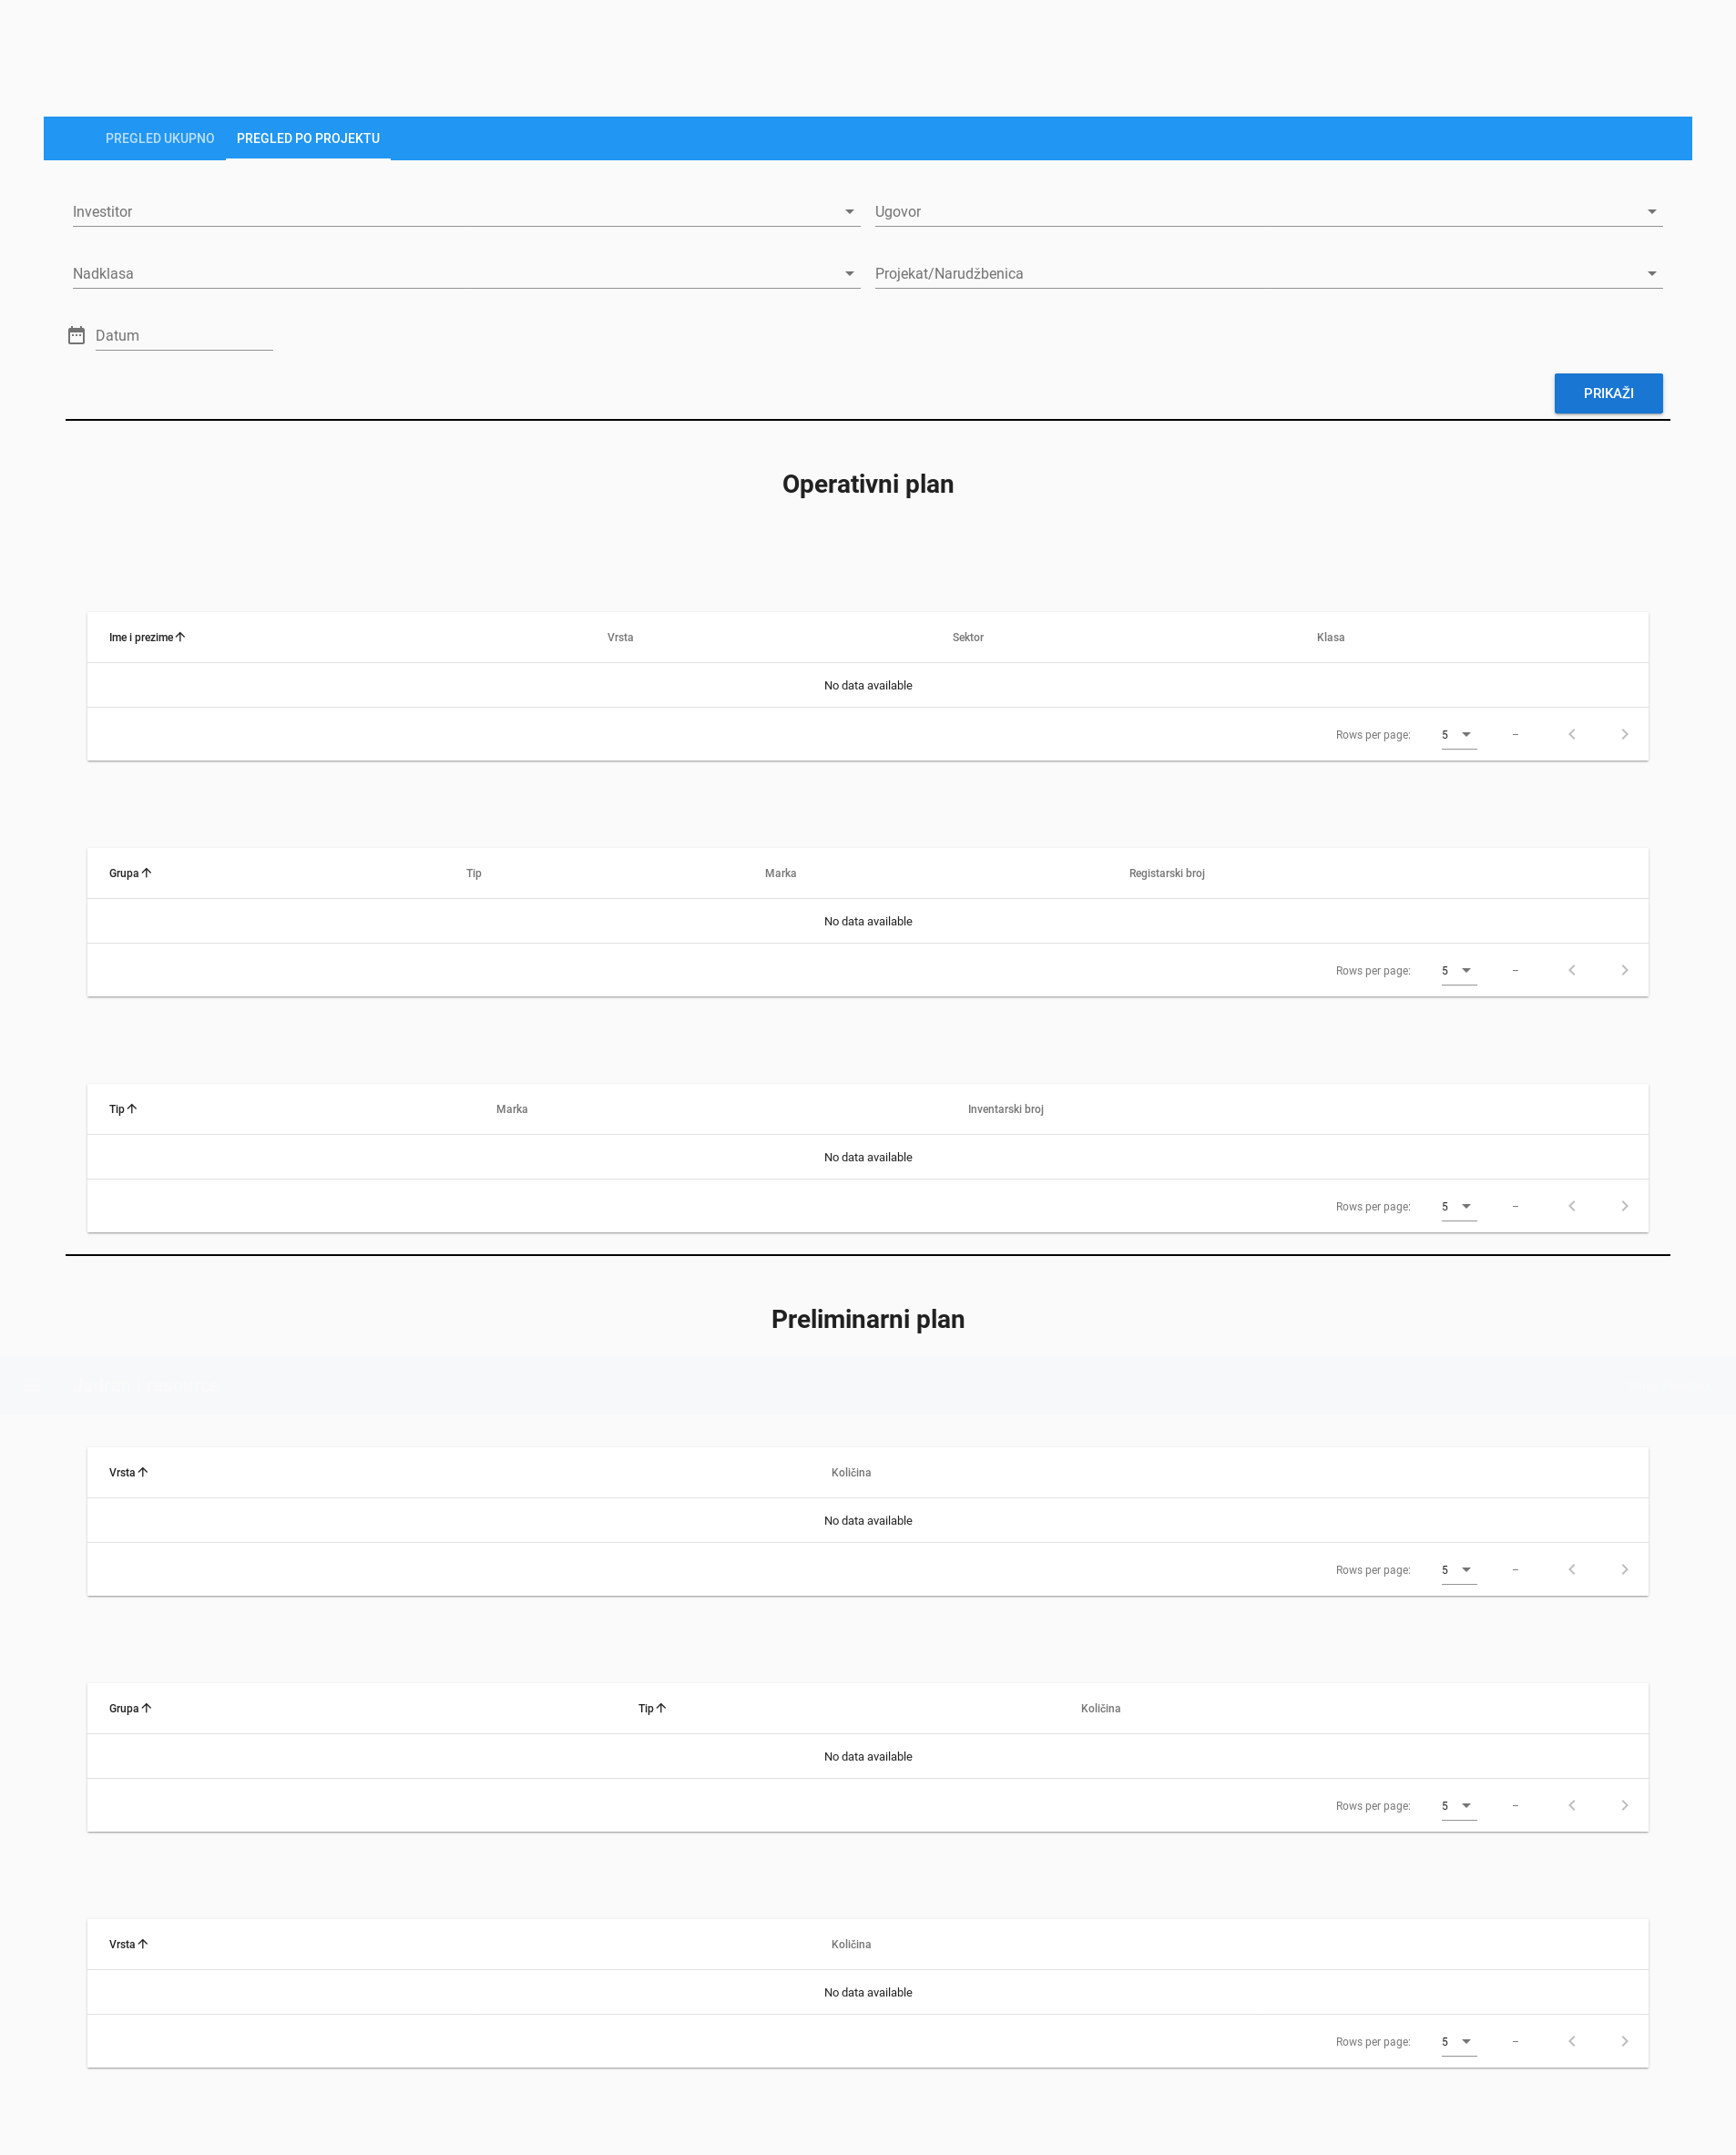 PREGLED UKUPNO PREGLED PO PROJEKTU
Investitor Ugovor
Nadklasa Projekat/Narudžbenica
Datum
PRIKAŽI
Operativni plan
Ime i prezime Vrsta Sektor Klasa
No data available
Rows per page: 5 –
Grupa Tip Marka Registarski broj
No data available
Rows per page: 5 –
Tip Marka Inventarski broj
No data available
Rows per page: 5 –
Preliminarni plan
Vrsta Količina
No data available
Rows per page: 5 –
Grupa Tip Količina
No data available
Rows per page: 5 –
Vrsta Količina
No data available
Rows per page: 5 –